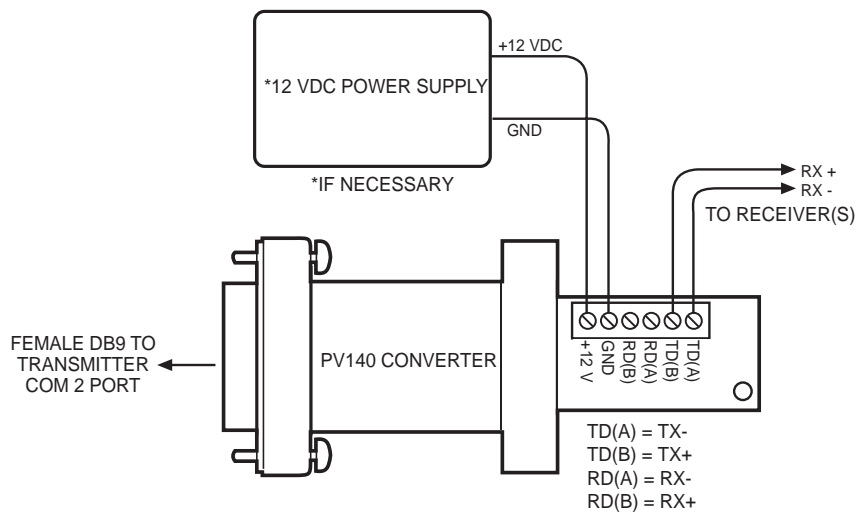 +12 VDC
*12 VDC POWER SUPPLY
GND
*IF NECESSARY
RX +
RX -
TO RECEIVER(S)
FEMALE DB9 TO
TRANSMITTER
COM 2 PORT
PV140 CONVERTER
+12 V
GND
RD(B)
RD(A)
TD(B)
TD(A)
TD(A) = TX-
TD(B) = TX+
RD(A) = RX-
RD(B) = RX+